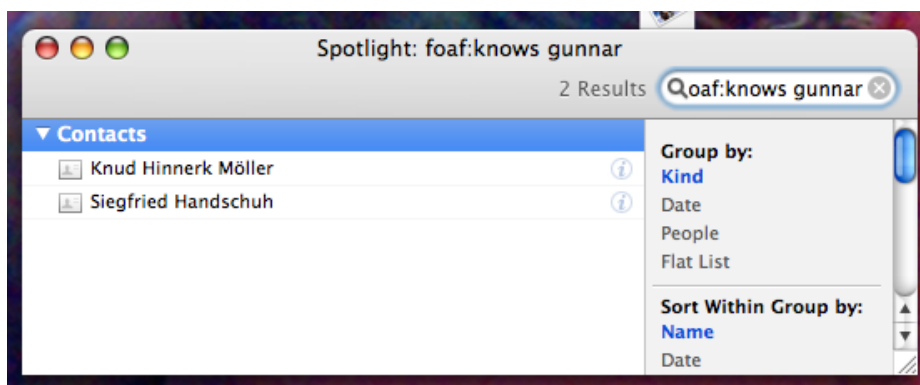 Spotlight: foaf:knows gunnar
2 Results
oaf:knows gunnar
Contacts
Knud Hinnerk Möller
Siegfried Handschuh
Group by:
Kind
Date
People
Flat List
Sort Within Group by:
Name
Date